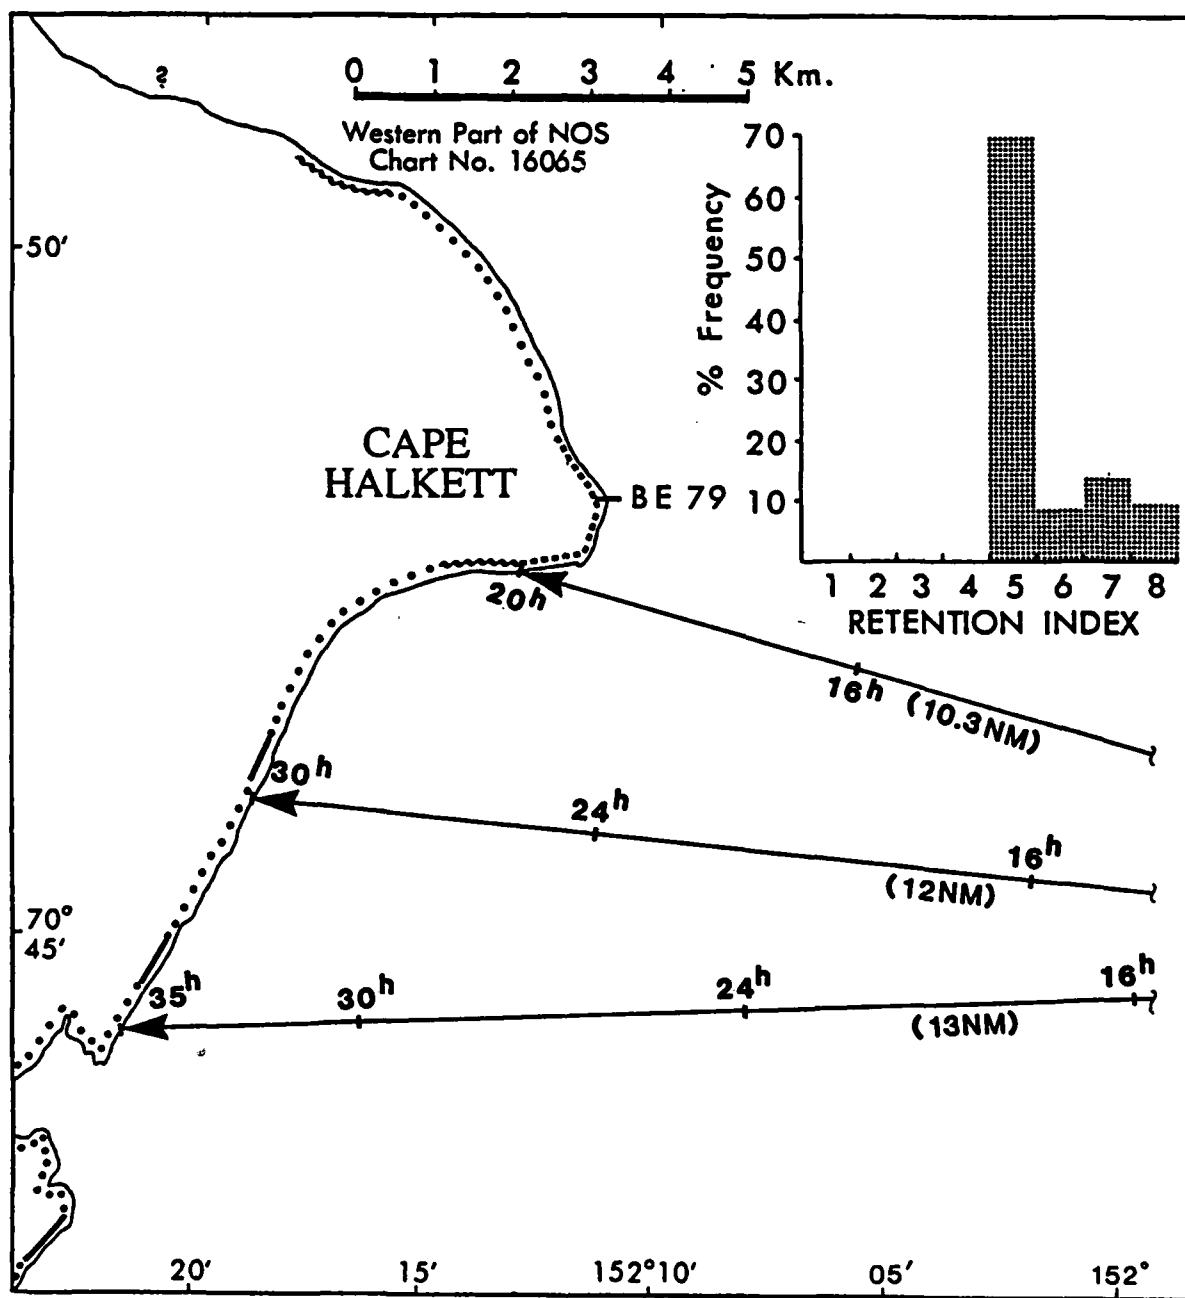 0 1 2 3 4 5 Km.
Western Part of NOS
Chart No. 16065
?
50'
CAPE
HALKETT
BE 79
% Frequency
70
60
50
40
30
20
10
1 2 3 4 5 6 7 8
RETENTION INDEX
20h
16h (10.3NM)
30h
24h
16h
(12NM)
70°
45'
35h
30h
24h
16h
(13NM)
20' 15' 152°10' 05' 152°